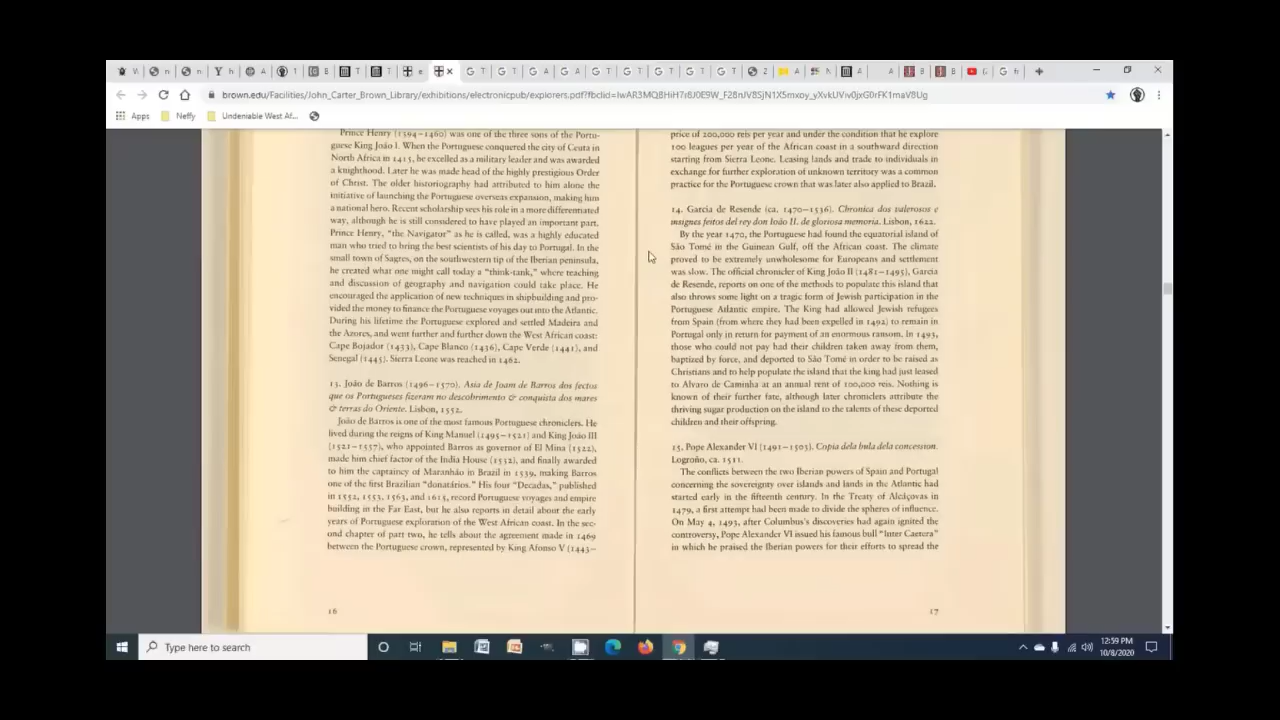 brown.edu/Facilities/John_Carter_Brown_Library/exhibitions/electronicpub/explorers.pdf?fbclid=
Apps
Neffy
Undeniable West Af...
Prince Henry (1394–1460) was one of the three sons of the Portu-
guese King João I. When the Portuguese conquered the city of Ceuta in
North Africa in 1415, he excelled as a military leader and was awarded
a knighthood. Later he was made head of the highly prestigious Order
of Christ. The older historiography had attributed to him alone the
initiative of launching the Portuguese overseas expansion, making him
a national hero. Recent scholarship sees his role in a more differentiated
way, although he is still considered to have played an important part.
Prince Henry, "the Navigator" as he is called, was a highly educated
man who tried to bring the best scientists of his day to Portugal. In the
small town of Sagres, on the southwestern tip of the Iberian peninsula,
he created what one might call today a "think-tank," where teaching
and discussion of geography and navigation could take place. He
encouraged the application of new techniques in shipbuilding and pro-
vided the money to finance the Portuguese voyages out into the Atlantic.
During his lifetime the Portuguese explored and settled Madeira and
the Azores, and went further and further down the West African coast:
Cape Bojador (1433), Cape Blanco (1436), Cape Verde (1441), and
Senegal (1445). Sierra Leone was reached in 1462.
13. João de Barros (1496–1570). Asia de Joam de Barros dos fectos
que os Portugueses fizeram no descobrimento & conquista dos mares
& terras do Oriente. Lisbon, 1552.
João de Barros is one of the most famous Portuguese chroniclers. He
lived during the reigns of King Manuel (1495–1521) and King João III
(1521–1557), who appointed Barros as governor of El Mina (1522),
made him chief factor of the India House (1532), and finally awarded
to him the captaincy of Maranhão in Brazil in 1539, making Barros
one of the first Brazilian "donatários." His four "Decadas," published
in 1552, 1553, 1563, and 1615, record Portuguese voyages and empire
building in the Far East, but he also reports in detail about the early
years of Portuguese exploration of the West African coast. In the sec-
ond chapter of part two, he tells about the agreement made in 1469
between the Portuguese crown, represented by King Afonso V (1443–
16
price of 200,000 reis per year and under the condition that he explore
100 leagues per year of the African coast in a southward direction
starting from Sierra Leone. Leasing lands and trade to individuals in
exchange for further exploration of unknown territory was a common
practice for the Portuguese crown that was later also applied to Brazil.
14. Garcia de Resende (ca. 1470–1536). Chronica dos valerosos e
insignes feitos del rey don Ioão II. de gloriosa memoria. Lisbon, 1622.
By the year 1470, the Portuguese had found the equatorial island of
São Tomé in the Guinean Gulf, off the African coast. The climate
proved to be extremely unwholesome for Europeans and settlement
was slow. The official chronicler of King João II (1481–1495), Garcia
de Resende, reports on one of the methods to populate this island that
also throws some light on a tragic form of Jewish participation in the
Portuguese Atlantic empire. The King had allowed Jewish refugees
from Spain (from where they had been expelled in 1492) to remain in
Portugal only in return for payment of an enormous ransom. In 1493,
those who could not pay had their children taken away from them,
baptized by force, and deported to São Tomé in order to be raised as
Christians and to help populate the island that the king had just leased
to Alvaro de Caminha at an annual rent of 100,000 reis. Nothing is
known of their further fate, although later chroniclers attribute the
thriving sugar production on the island to the talents of these deported
children and their offspring.
15. Pope Alexander VI (1491–1503). Copia dela bula dela concession.
Logroño, ca. 1511.
The conflicts between the two Iberian powers of Spain and Portugal
concerning the sovereignty over islands and lands in the Atlantic had
started early in the fifteenth century. In the Treaty of Alcáçovas in
1479, a first attempt had been made to divide the spheres of influence.
On May 4, 1493, after Columbus's discoveries had again ignited the
controversy, Pope Alexander VI issued his famous bull "Inter Caetera"
in which he praised the Iberian powers for their efforts to spread the
17
Type here to search
12:59 PM
10/8/2020